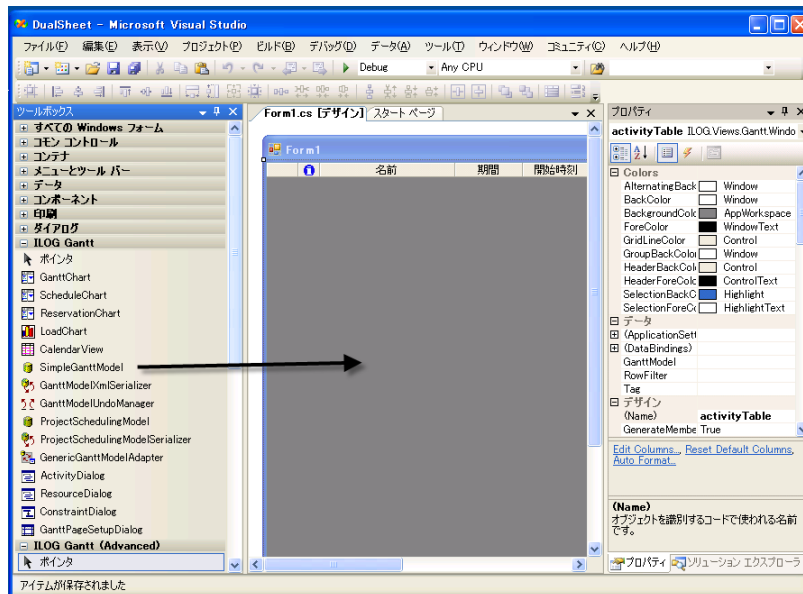 DualSheet - Microsoft Visual Studio
ファイル(F) 編集(E) 表示(V) プロジェクト(P) ビルド(B) デバッグ(D) データ(A) ツール(T) ウィンドウ(W) コミュニティ(C) ヘルプ(H)
Debug Any CPU
ツールボックス
すべての Windows フォーム
コモン コントロール
コンテナ
メニューとツール バー
データ
コンポーネント
印刷
ダイアログ
ILOG Gantt
ポインタ
GanttChart
ScheduleChart
ReservationChart
LoadChart
CalendarView
SimpleGanttModel
GanttModelXmlSerializer
GanttModelUndoManager
ProjectSchedulingModel
ProjectSchedulingModelSerializer
GenericGanttModelAdapter
ActivityDialog
ResourceDialog
ConstraintDialog
GanttPageSetupDialog
ILOG Gantt (Advanced)
ポインタ
Form1.cs [デザイン] スタート ページ
Form1
名前 期間 開始時刻
プロパティ
activityTable ILOG.Views.Gantt.Windo
Colors
AlternatingBack Window
BackColor Window
BackgroundColo AppWorkspace
ForeColor WindowText
GridLineColor Control
GroupBackColo Window
HeaderBackCol Control
HeaderForeColo ControlText
SelectionBackC Highlight
SelectionForeCo HighlightText
データ
(ApplicationSett
(DataBindings)
GanttModel
RowFilter
Tag
デザイン
(Name) activityTable
GenerateMembe True
Edit Columns..., Reset Default Columns,
Auto Format...
(Name)
オブジェクトを識別するコードで使われる名前
です。
プロパティ ソリューション エクスプローラ
アイテムが保存されました